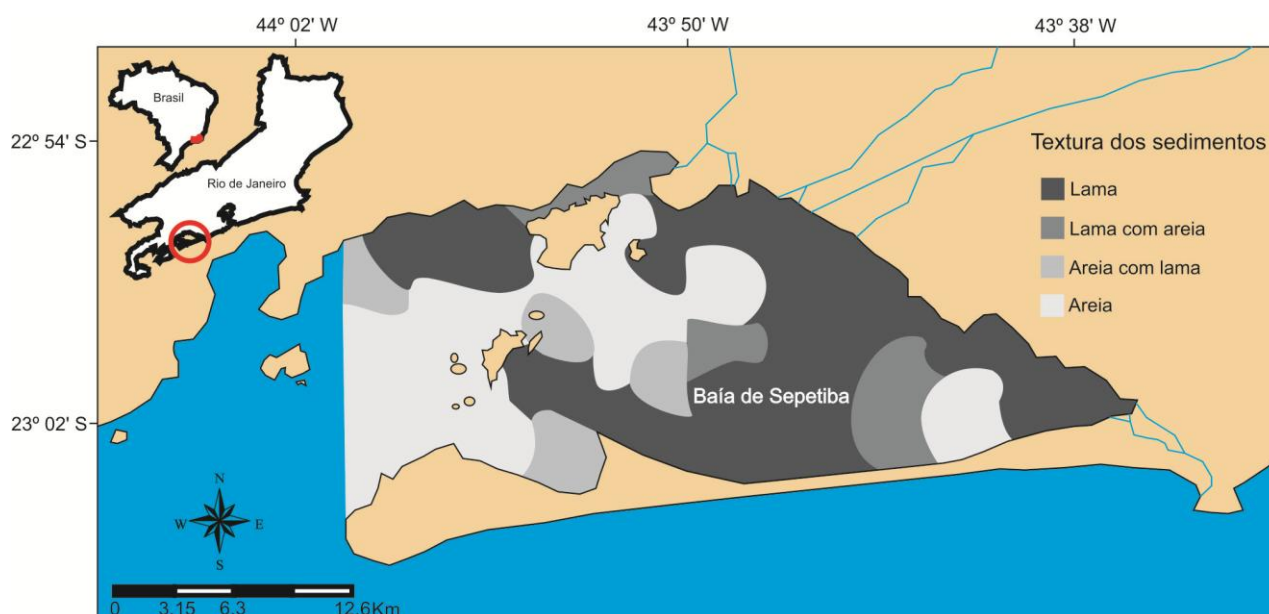 44º 02' W
43º 50' W
43º 38' W
22º 54' S
23º 02' S
Brasil
Rio de Janeiro
Textura dos sedimentos
Lama
Lama com areia
Areia com lama
Areia
Baía de Sepetiba
N
W E
S
0 3,15 6,3 12,6Km